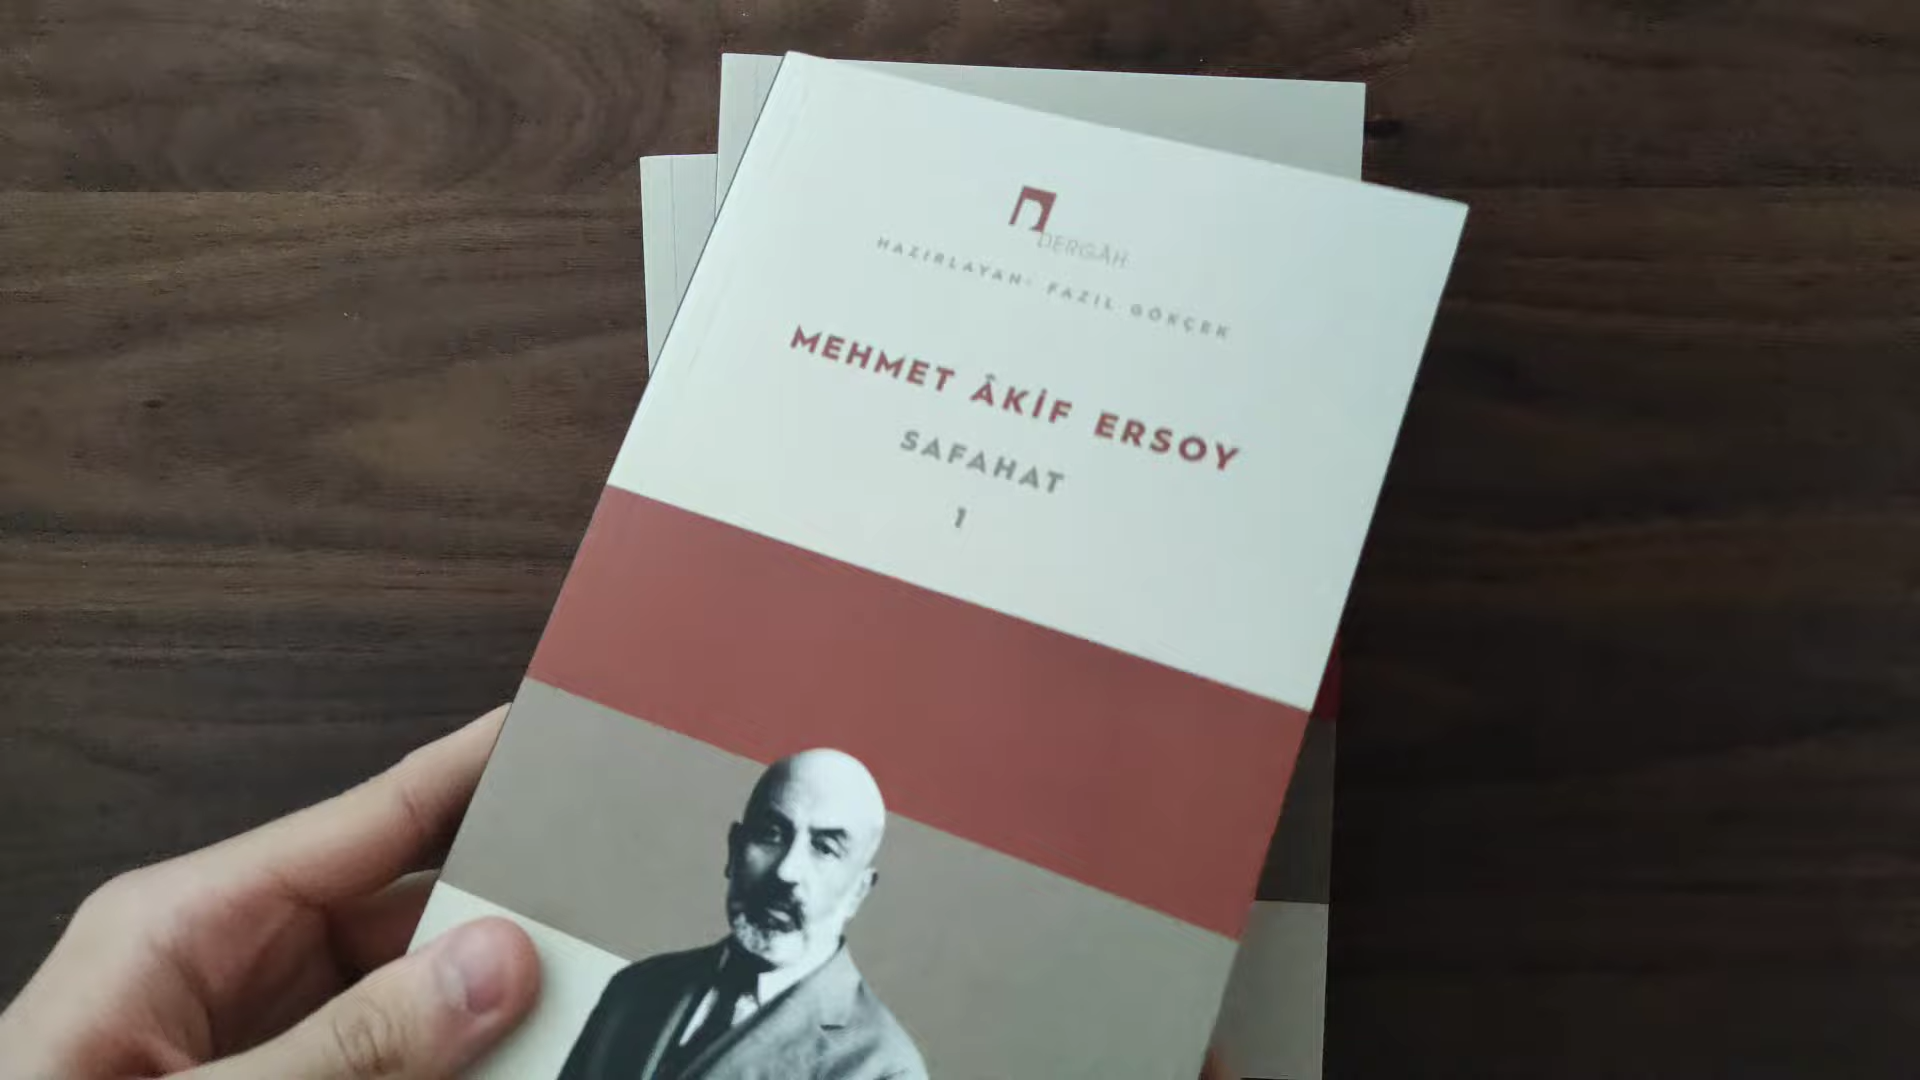 DERGÂH
HAZIRLAYAN: FAZIL GÖKÇEK
MEHMET ÂKİF ERSOY
SAFAHAT
1